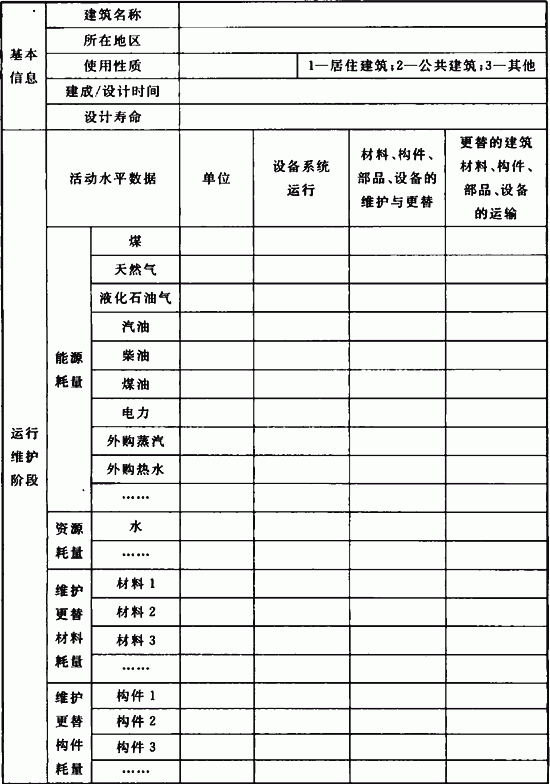 基本
信息
建筑名称
所在地区
使用性质
1—居住建筑;2—公共建筑;3—其他
建成/设计时间
设计寿命
运行
维护
阶段
活动水平数据
单位
设备系统
运行
材料、构件、
部品、设备的
维护与更替
更替的建筑
材料、构件、
部品、设备
的运输
能源
耗量
煤
天然气
液化石油气
汽油
柴油
煤油
电力
外购蒸汽
外购热水
……
资源
耗量
水
……
维护
更替
材料
耗量
材料1
材料2
材料3
……
维护
更替
构件
耗量
构件1
构件2
构件3
……